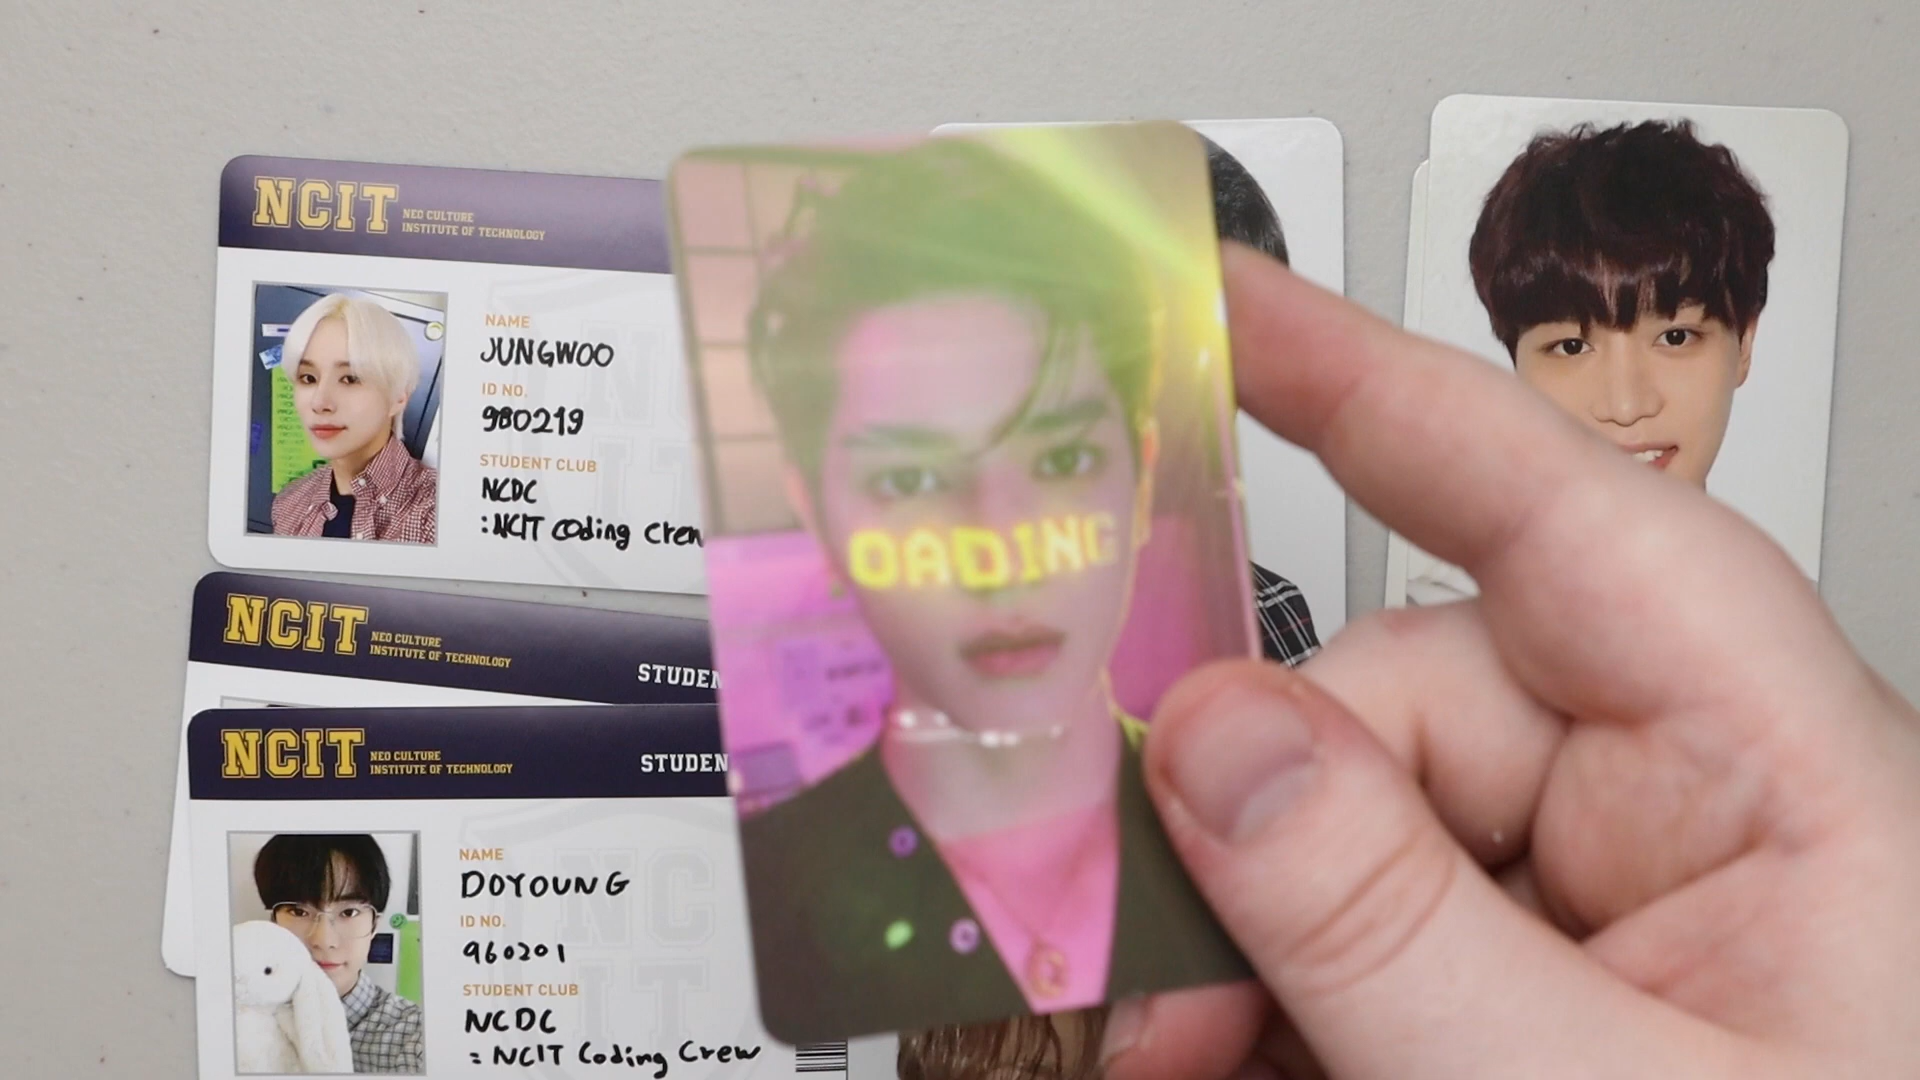 NCIT
NEO CULTURE
INSTITUTE OF TECHNOLOGY
NAME
JUNGWOO
ID NO.
980219
STUDENT CLUB
NCDC
:NCIT Coding Crew
OADING
NCIT
NEO CULTURE
INSTITUTE OF TECHNOLOGY
STUDEN
NCIT
NEO CULTURE
INSTITUTE OF TECHNOLOGY
STUDEN
NAME
DOYOUNG
ID NO.
960201
STUDENT CLUB
NCDC
: NCIT Coding Crew